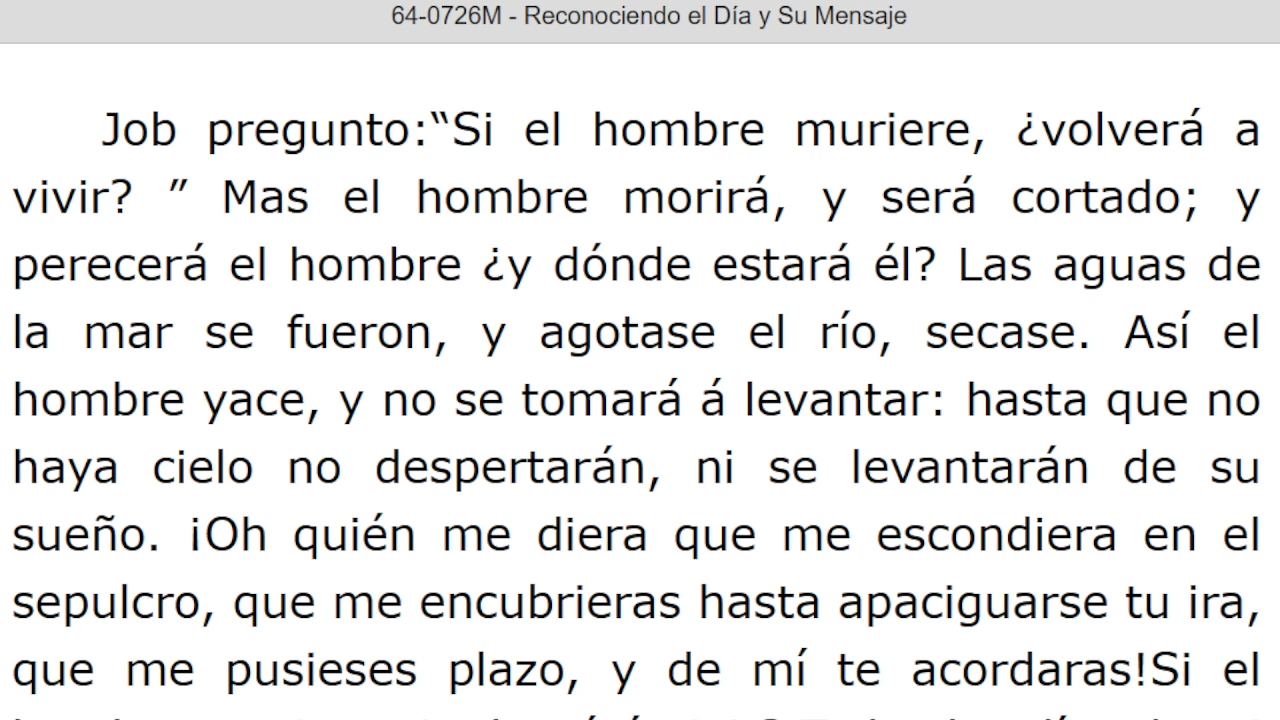 64-0726M - Reconociendo el Día y Su Mensaje
Job pregunto:“Si el hombre muriere, ¿volverá a
vivir? ” Mas el hombre morirá, y será cortado; y
perecerá el hombre ¿y dónde estará él? Las aguas de
la mar se fueron, y agotase el río, secase. Así el
hombre yace, y no se tomará á levantar: hasta que no
haya cielo no despertarán, ni se levantarán de su
sueño. ¡Oh quién me diera que me escondiera en el
sepulcro, que me encubrieras hasta apaciguarse tu ira,
que me pusieses plazo, y de mí te acordaras!Si el